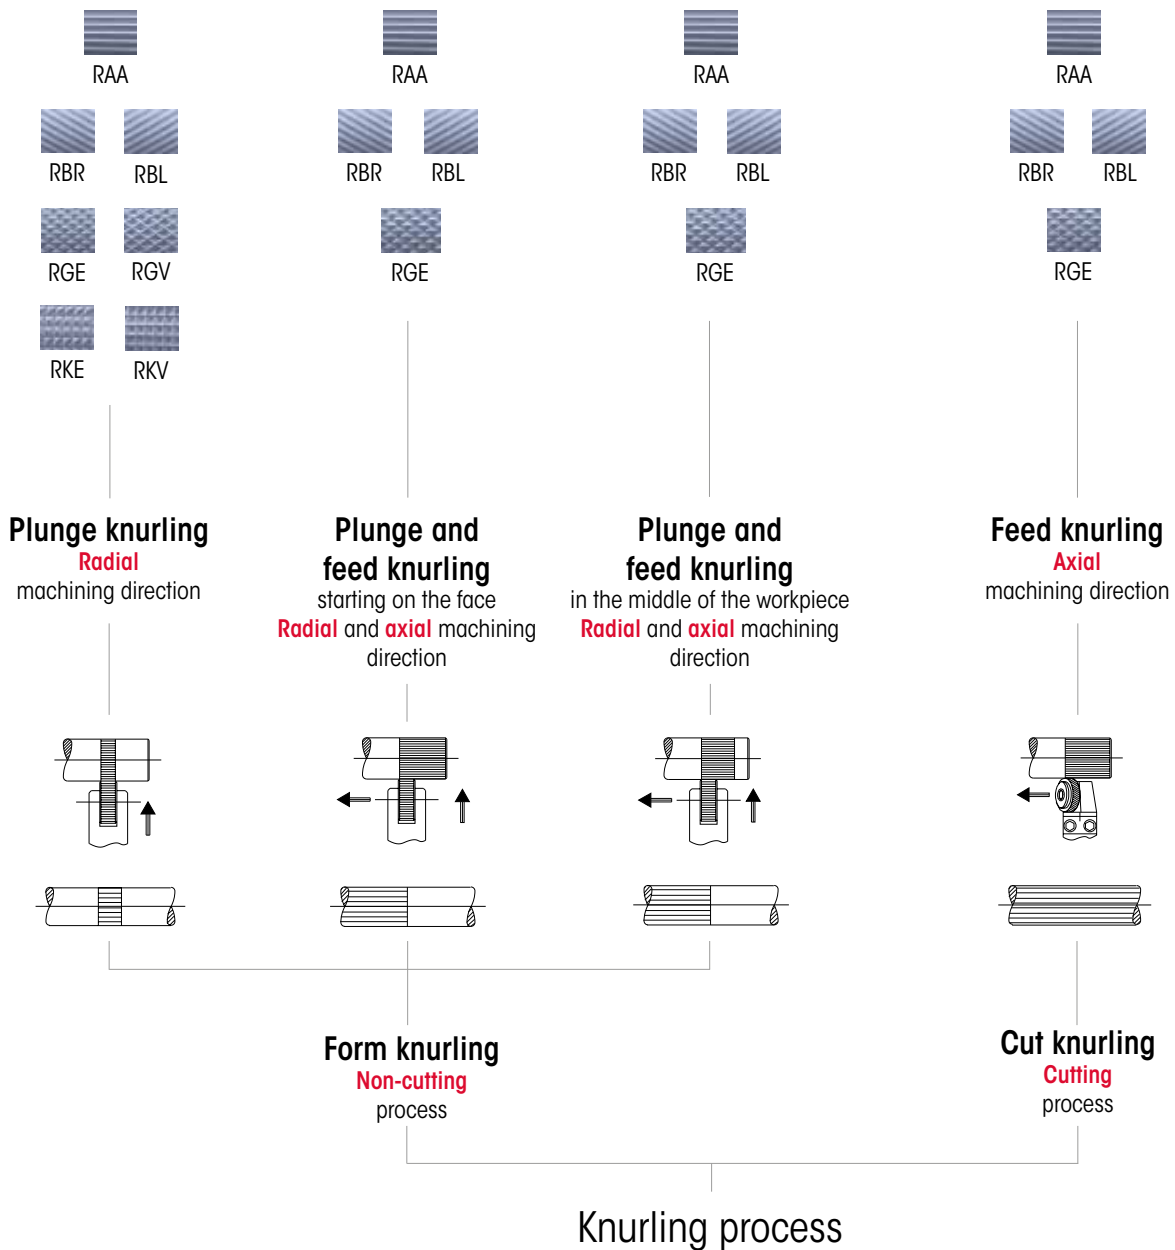 RAA
RAA
RAA
RAA
RBR RBL
RBR RBL
RBR RBL
RBR RBL
RGE RGV
RGE
RGE
RGE
RKE RKV
Plunge knurling
Radial
machining direction
Plunge and
feed knurling
starting on the face
Radial and axial machining
direction
Plunge and
feed knurling
in the middle of the workpiece
Radial and axial machining
direction
Feed knurling
Axial
machining direction
Form knurling
Non-cutting
process
Cut knurling
Cutting
process
Knurling process